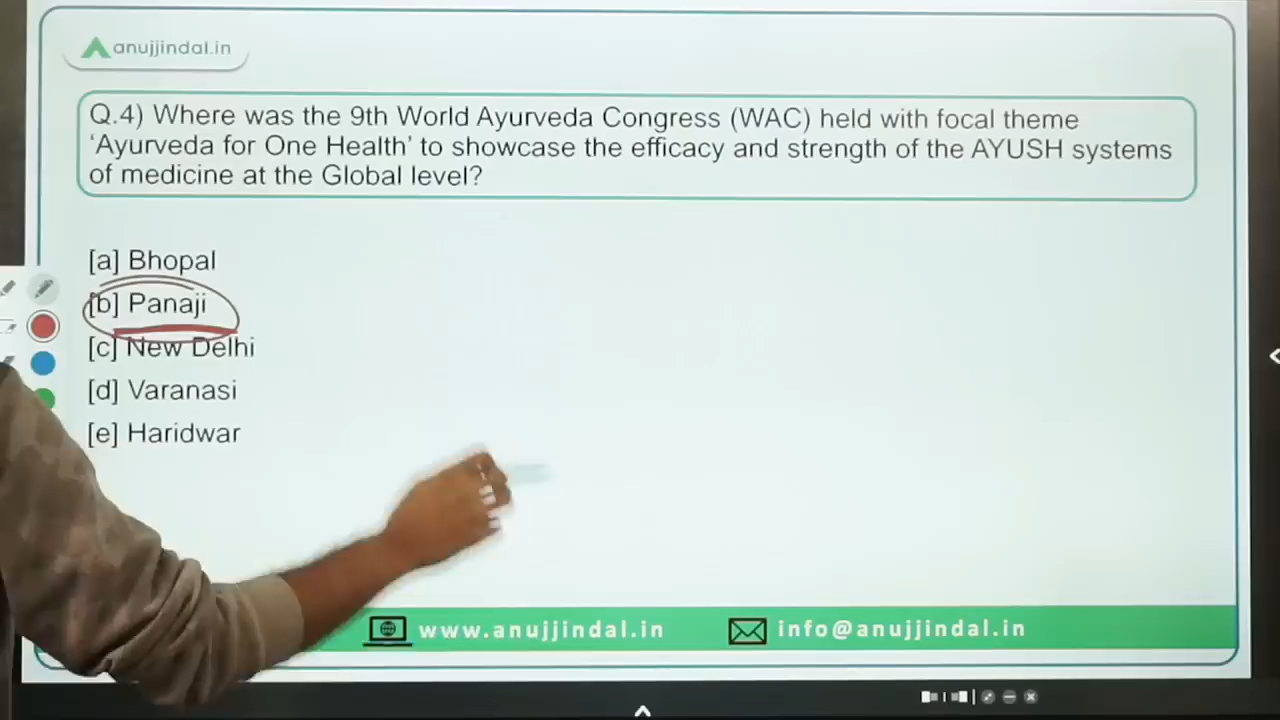 anujjindal.in
Q.4) Where was the 9th World Ayurveda Congress (WAC) held with focal theme
‘Ayurveda for One Health’ to showcase the efficacy and strength of the AYUSH systems
of medicine at the Global level?
[a] Bhopal
[b] Panaji
[c] New Delhi
[d] Varanasi
[e] Haridwar
www.anujjindal.in
info@anujjindal.in